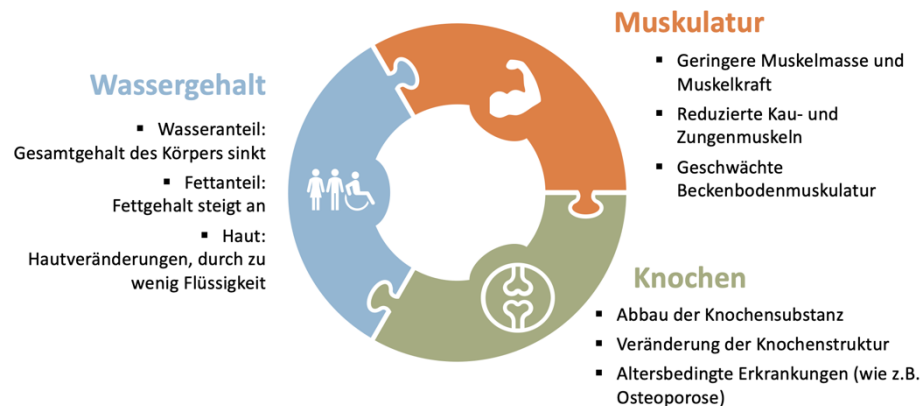 Wassergehalt
▪ Wasseranteil:
Gesamtgehalt des Körpers sinkt
▪ Fettanteil:
Fettgehalt steigt an
▪ Haut:
Hautveränderungen, durch zu
wenig Flüssigkeit
Muskulatur
▪ Geringere Muskelmasse und
Muskelkraft
▪ Reduzierte Kau- und
Zungenmuskeln
▪ Geschwächte
Beckenbodenmuskulatur
Knochen
▪ Abbau der Knochensubstanz
▪ Veränderung der Knochenstruktur
▪ Altersbedingte Erkrankungen (wie z.B.
Osteoporose)